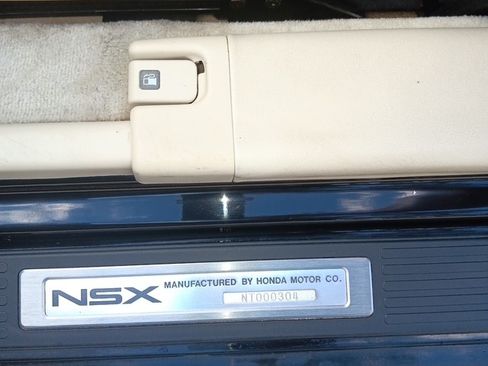 NSX
MANUFACTURED BY HONDA MOTOR CO.
NT000304